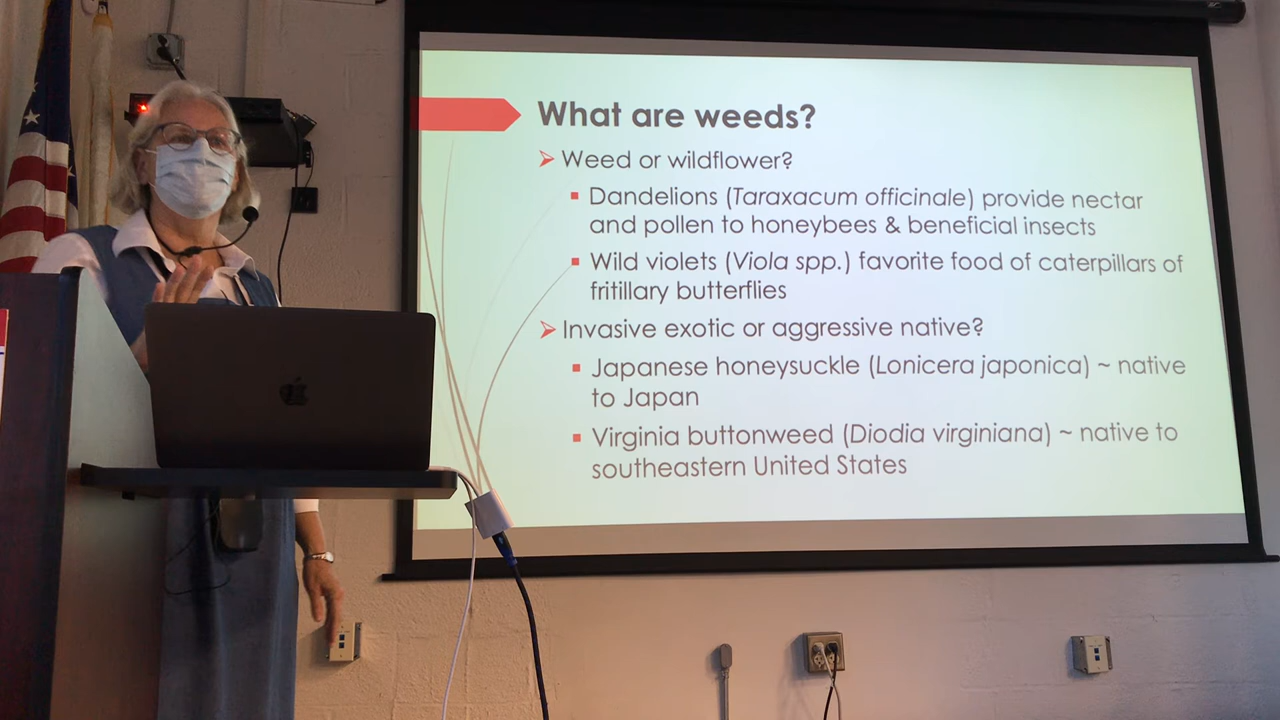 What are weeds?
Weed or wildflower?
Dandelions (Taraxacum officinale) provide nectar
and pollen to honeybees & beneficial insects
Wild violets (Viola spp.) favorite food of caterpillars of
fritillary butterflies
Invasive exotic or aggressive native?
Japanese honeysuckle (Lonicera japonica) ~ native
to Japan
Virginia buttonweed (Diodia virginiana) ~ native to
southeastern United States